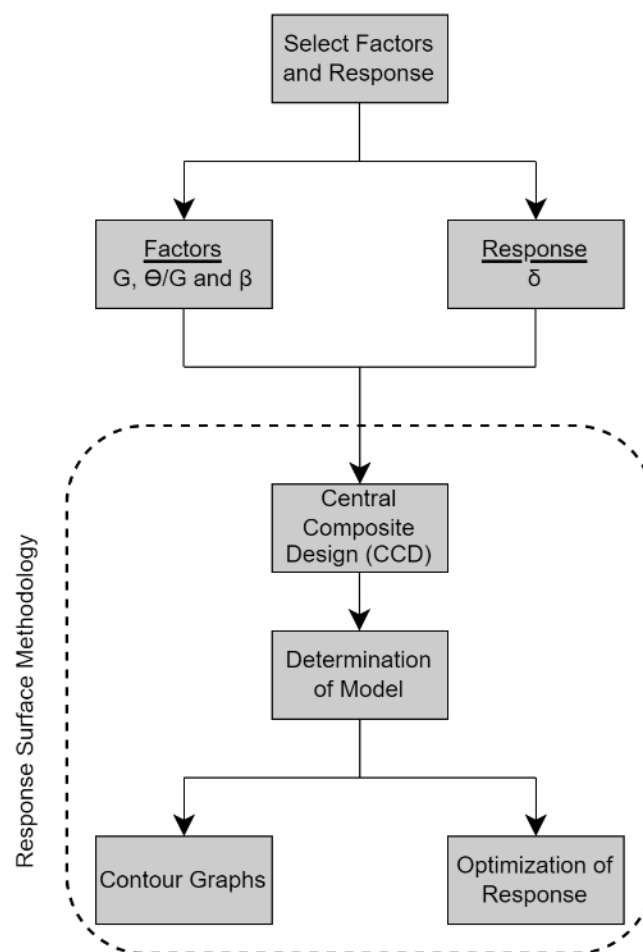 Select Factors
and Response
Factors
G, Ɵ/G and β
Response
δ
Response Surface Methodology
Central
Composite
Design (CCD)
Determination
of Model
Contour Graphs
Optimization of
Response